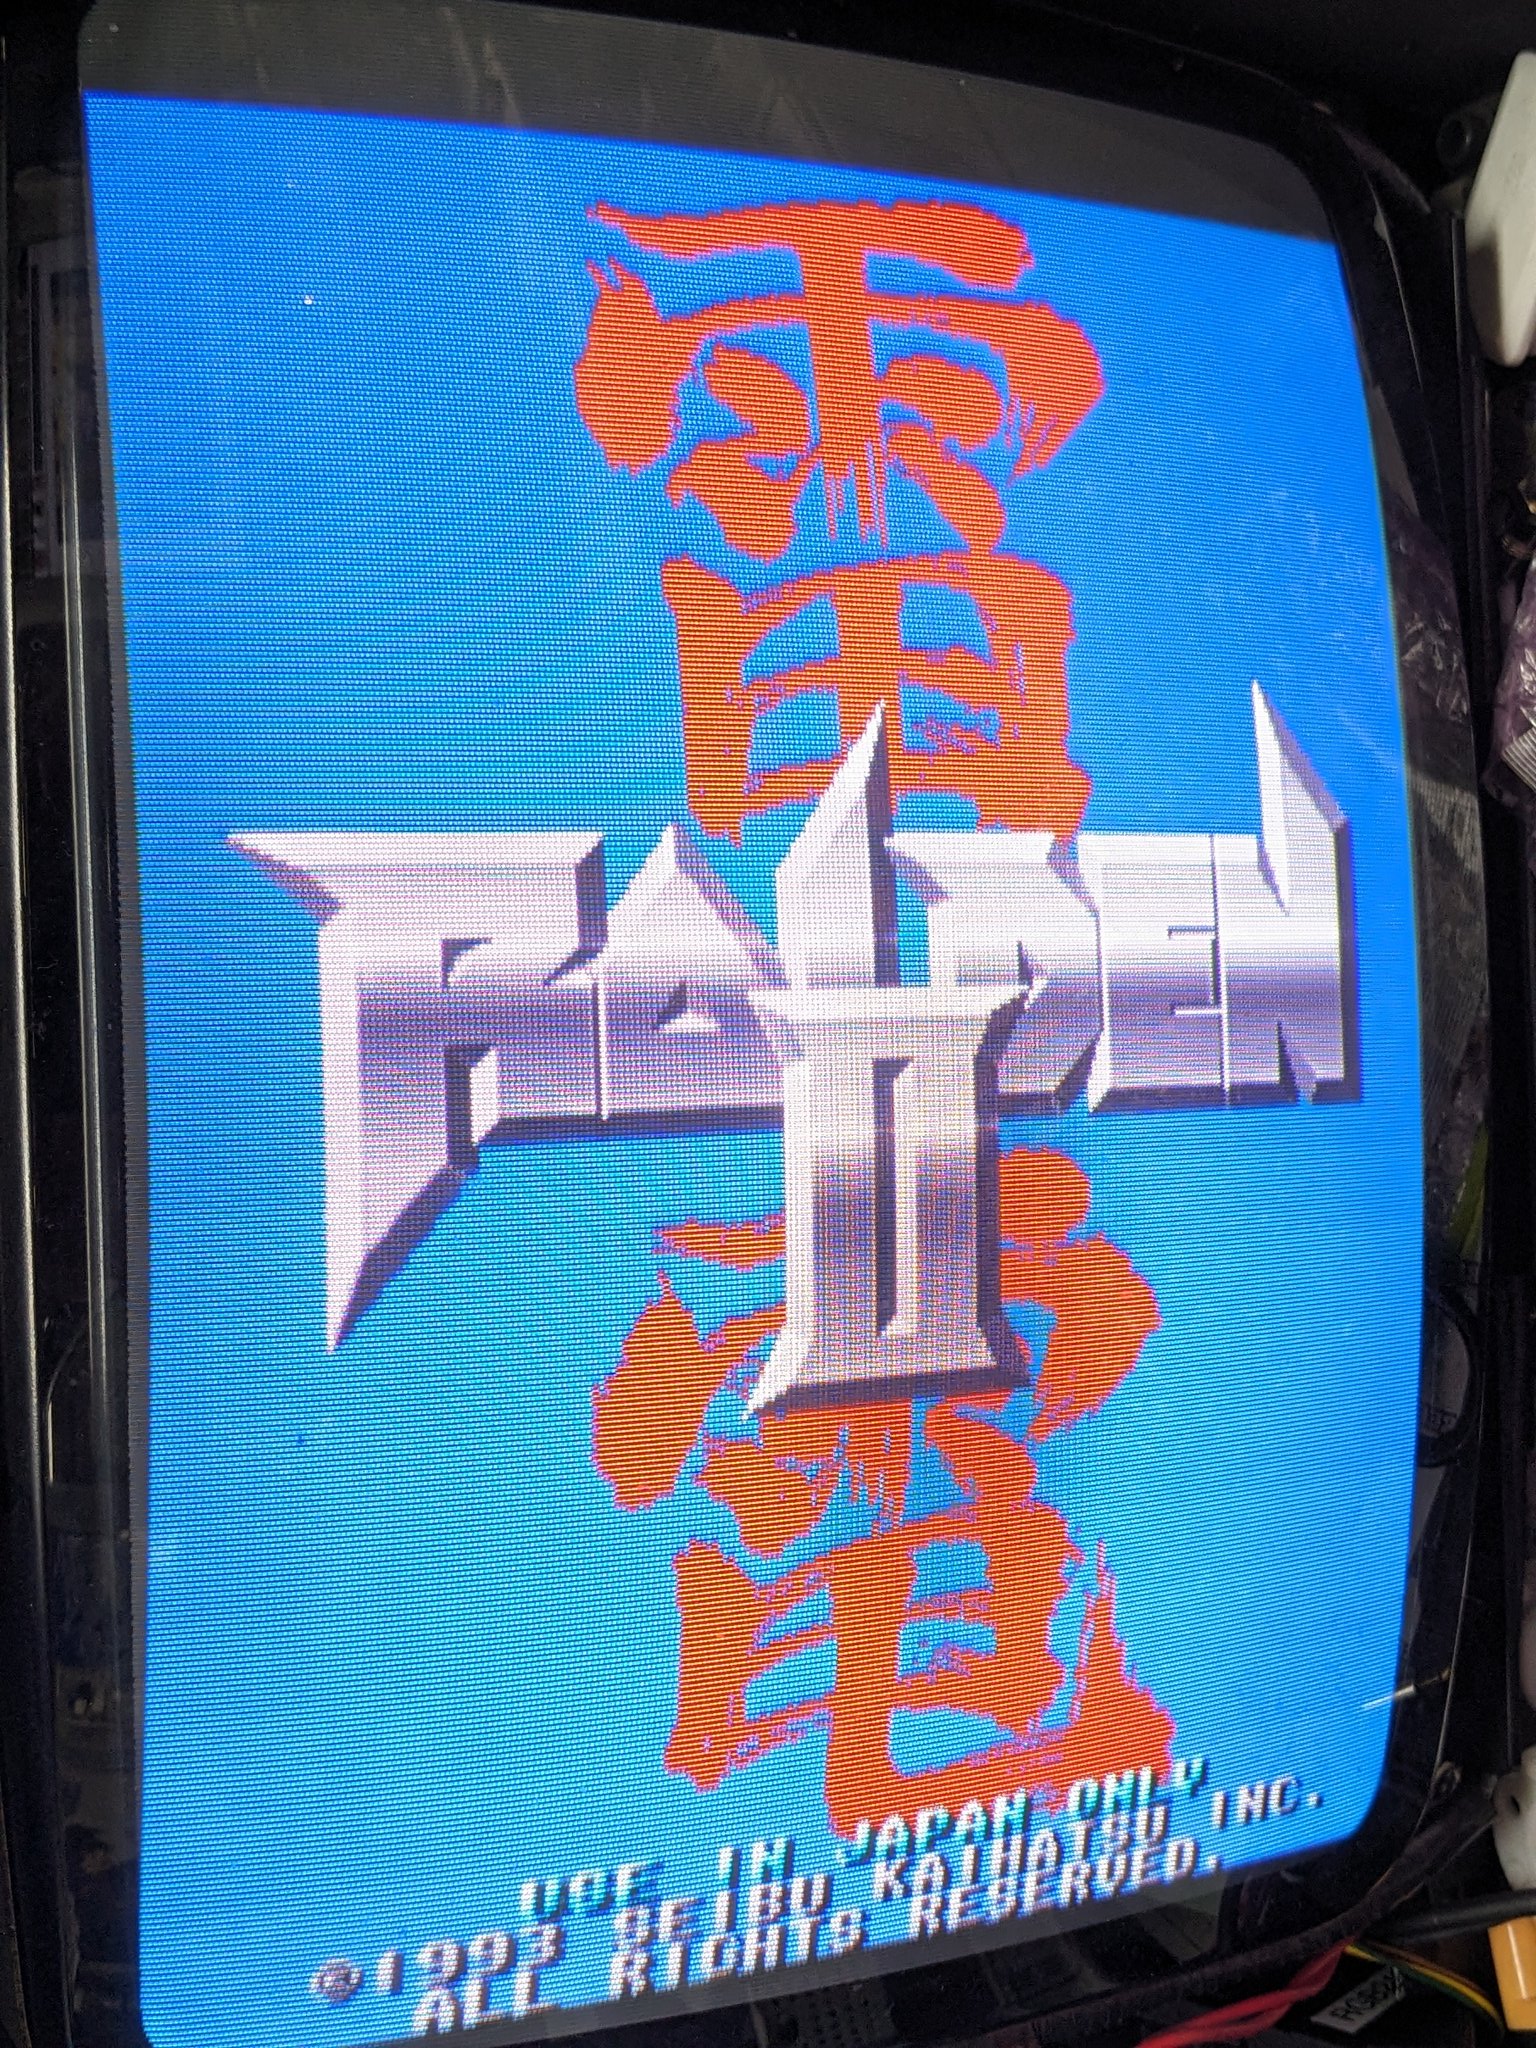 雷電
RAIDEN
II
USE IN JAPAN ONLY
©1993 SEIBU KAIHATSU INC.
ALL RIGHTS RESERVED.